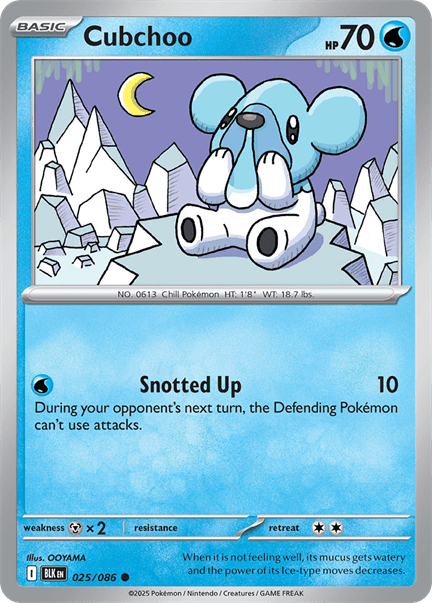 BASIC
Cubchoo
HP 70
NO. 0613 Chill Pokémon HT: 1'8" WT: 18.7 lbs.
Snotted Up 10
During your opponent's next turn, the Defending Pokémon
can't use attacks.
weakness ×2 resistance retreat
Illus. OOYAMA
I BLK EN 025/086
When it is not feeling well, its mucus gets watery
and the power of its Ice-type moves decreases.
©2025 Pokémon / Nintendo / Creatures / GAME FREAK